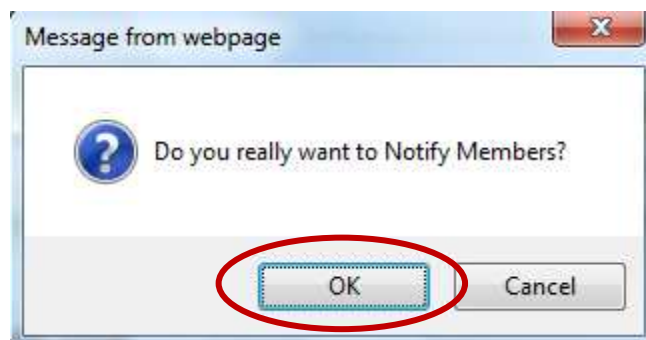 Message from webpage
Do you really want to Notify Members?
OK
Cancel